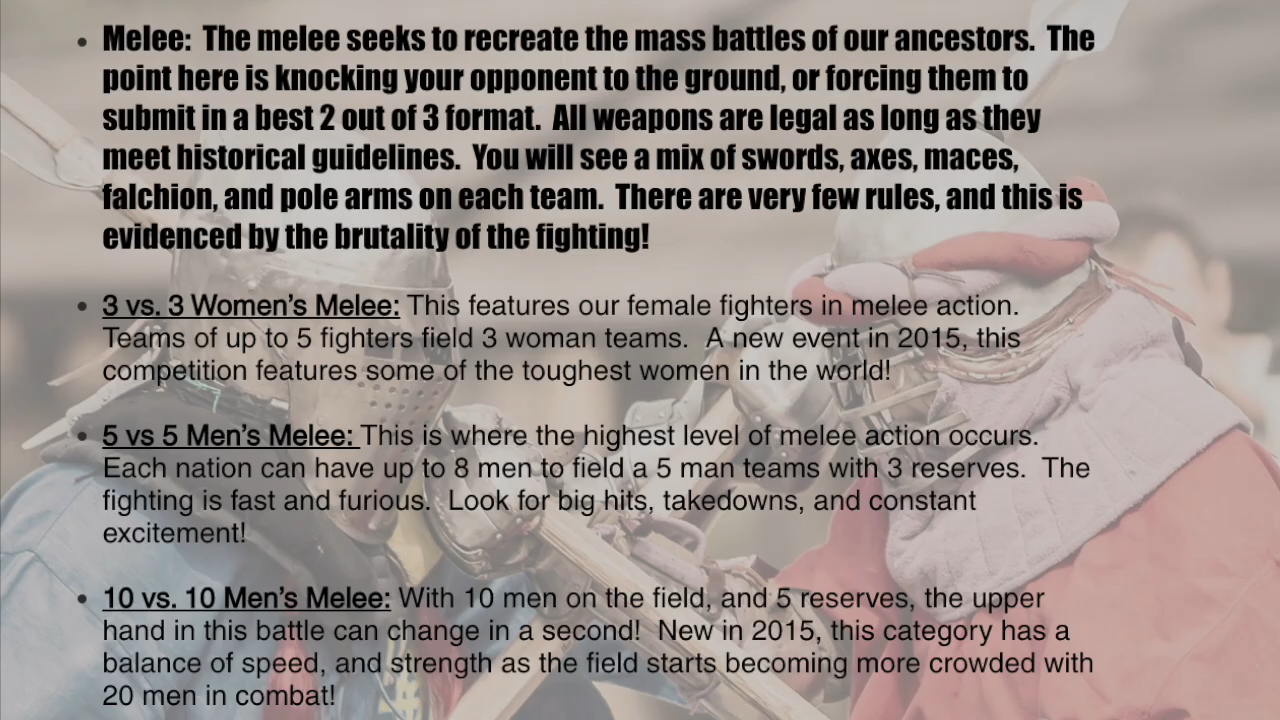 • Melee:  The melee seeks to recreate the mass battles of our ancestors.  The
point here is knocking your opponent to the ground, or forcing them to
submit in a best 2 out of 3 format.  All weapons are legal as long as they
meet historical guidelines.  You will see a mix of swords, axes, maces,
falchion, and pole arms on each team.  There are very few rules, and this is
evidenced by the brutality of the fighting!
• 3 vs. 3 Women’s Melee: This features our female fighters in melee action.
Teams of up to 5 fighters field 3 woman teams.  A new event in 2015, this
competition features some of the toughest women in the world!
• 5 vs 5 Men’s Melee: This is where the highest level of melee action occurs.
Each nation can have up to 8 men to field a 5 man teams with 3 reserves.  The
fighting is fast and furious.  Look for big hits, takedowns, and constant
excitement!
• 10 vs. 10 Men’s Melee: With 10 men on the field, and 5 reserves, the upper
hand in this battle can change in a second!  New in 2015, this category has a
balance of speed, and strength as the field starts becoming more crowded with
20 men in combat!